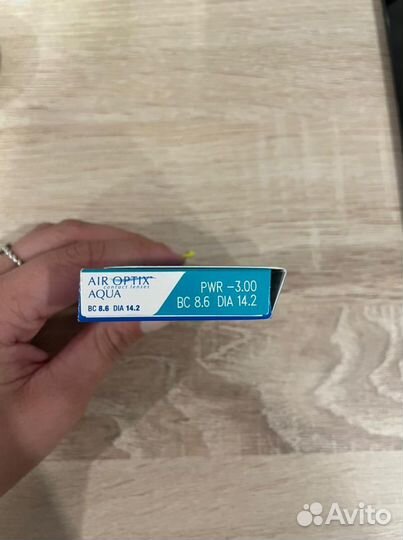 AIR OPTIX™
contact lenses
AQUA
BC 8.6 DIA 14.2
PWR -3.00
BC 8.6 DIA 14.2
Avito